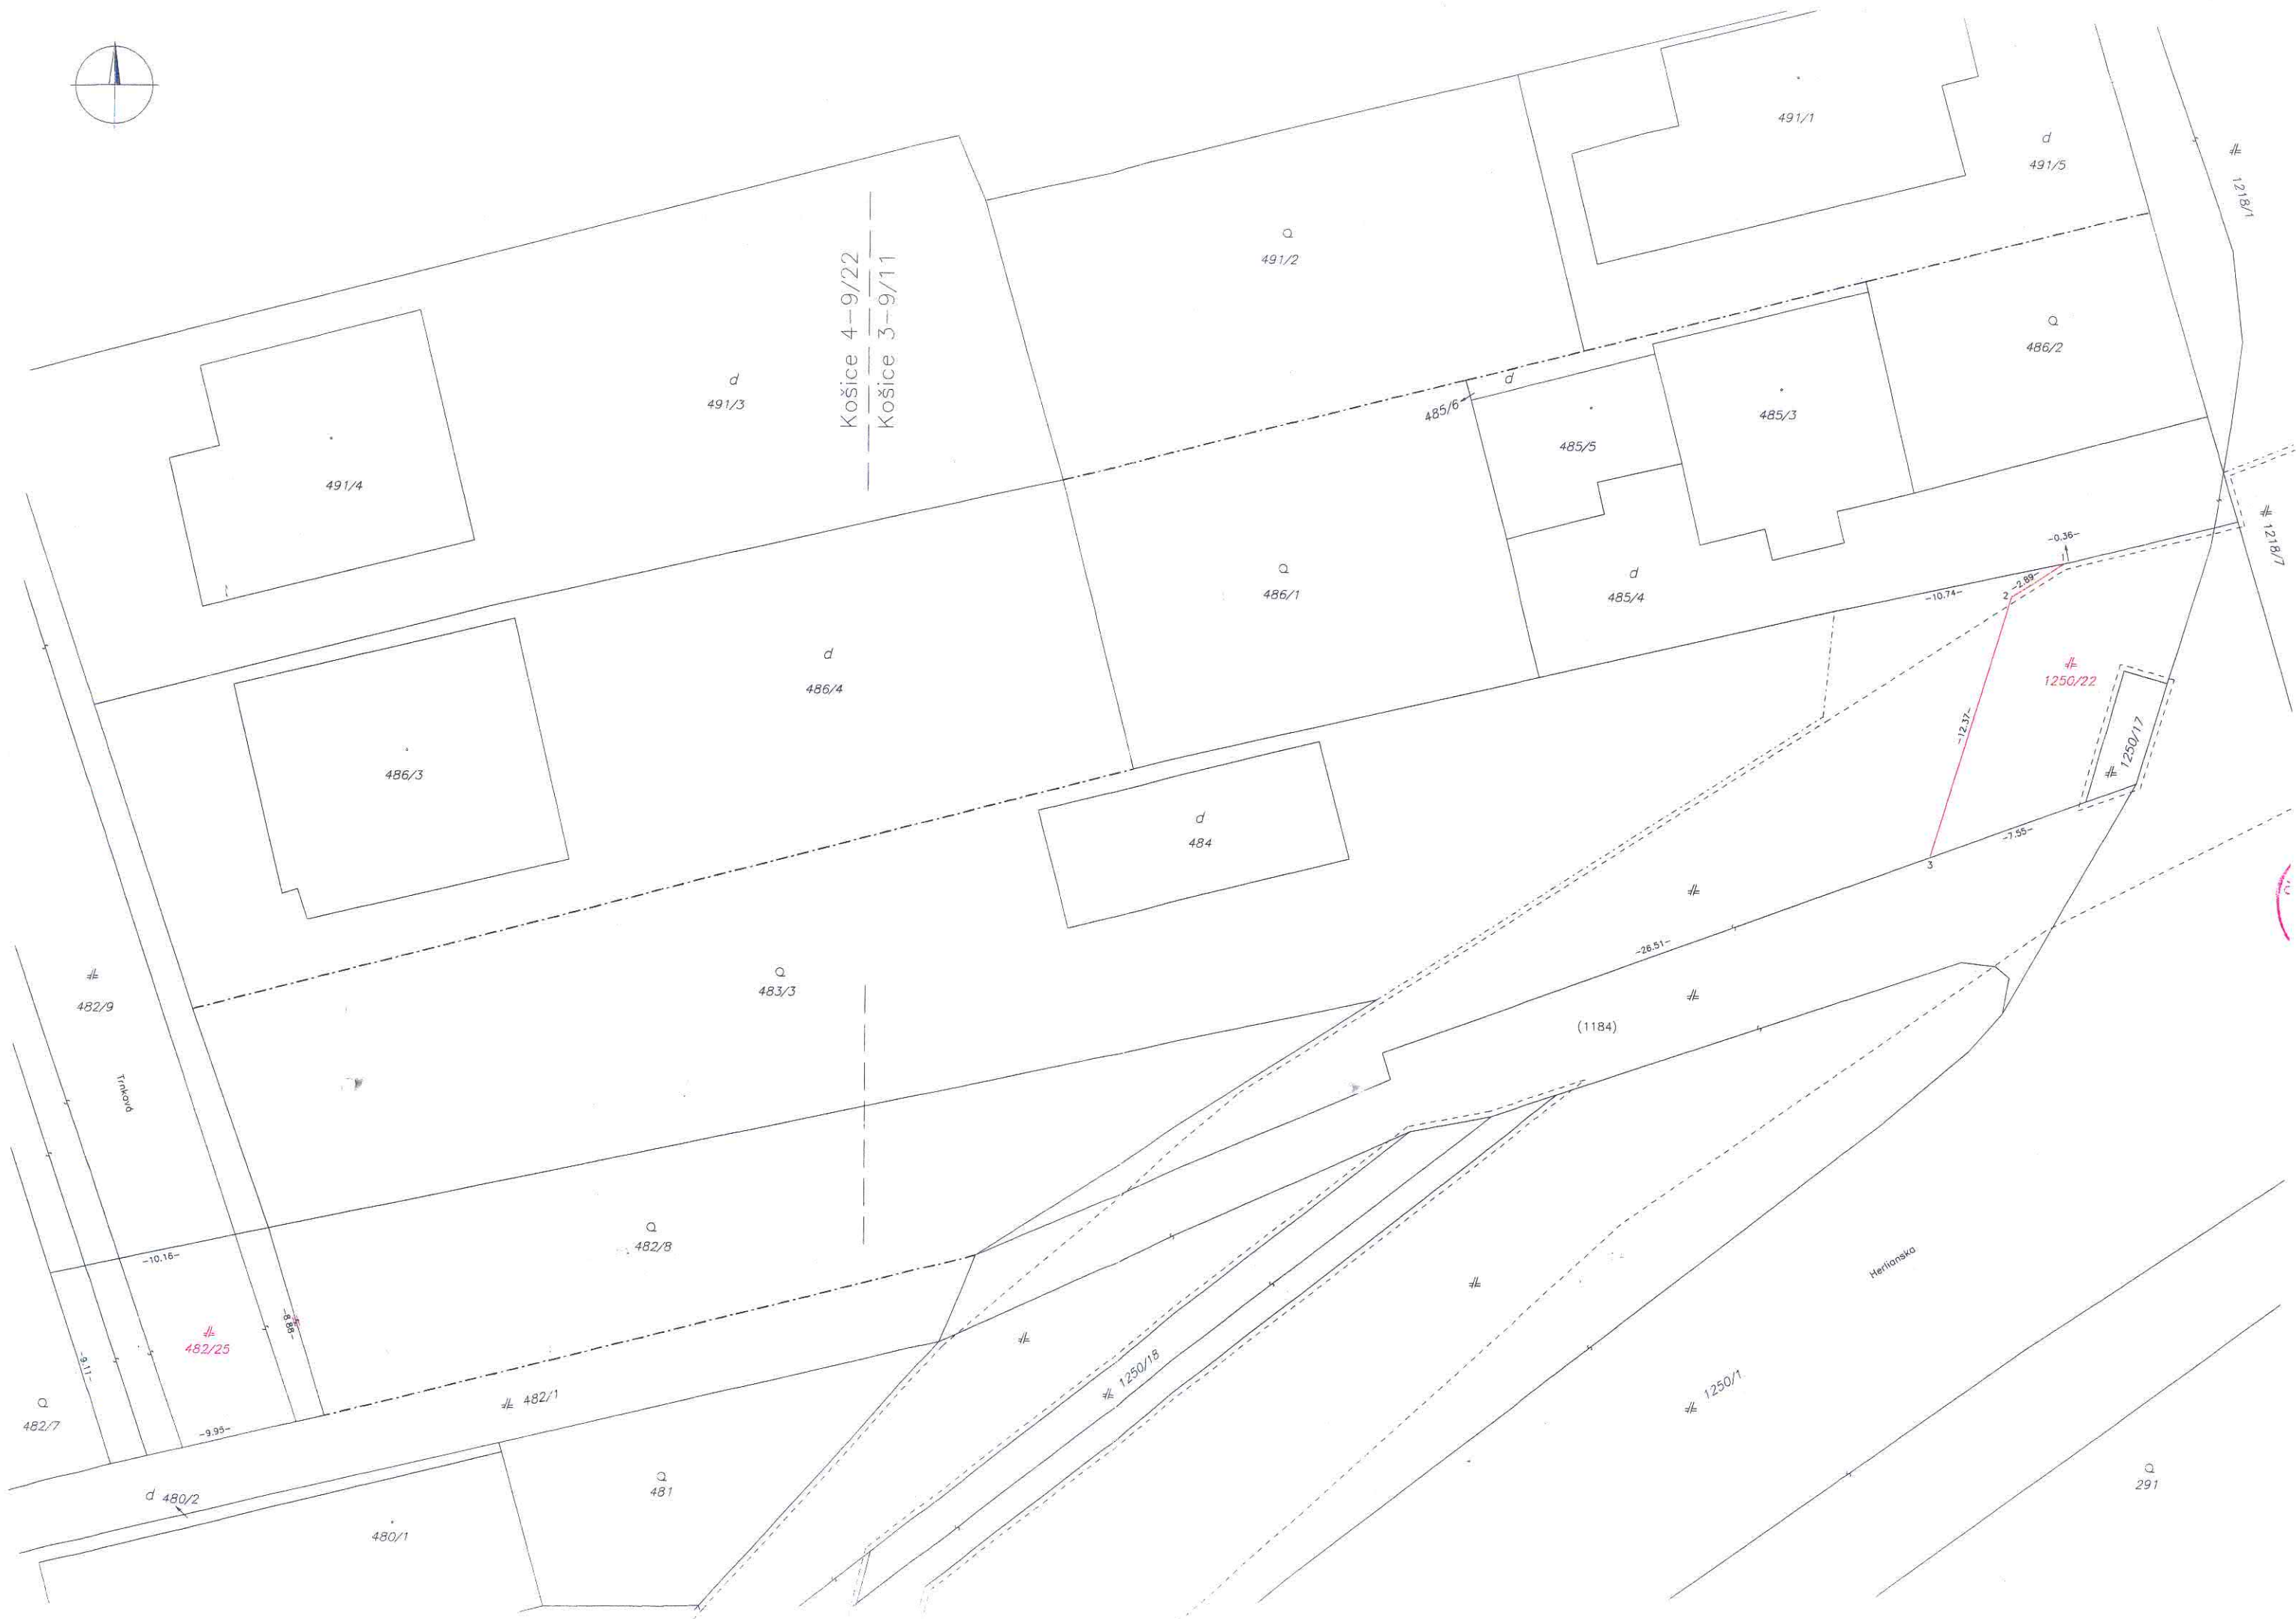 491/1
d
491/5
1218/1
Q
491/2
Košice 4-9/22
Košice 3-9/11
d
491/3
Q
486/2
d
485/6
485/3
485/5
491/4
1218/7
-0.36-
1
-2.89-
2
-10.74-
Q
486/1
d
485/4
d
486/4
1250/22
-12.37-
1250/17
486/3
d
484
-7.55-
3
-26.51-
Q
483/3
482/9
(1184)
Trnková
Q
482/8
-10.16-
Herlianska
-8.88-
482/25
-9.11-
1250/18
1250/1
482/1
Q
482/7
-9.95-
Q
481
Q
291
d 480/2
480/1